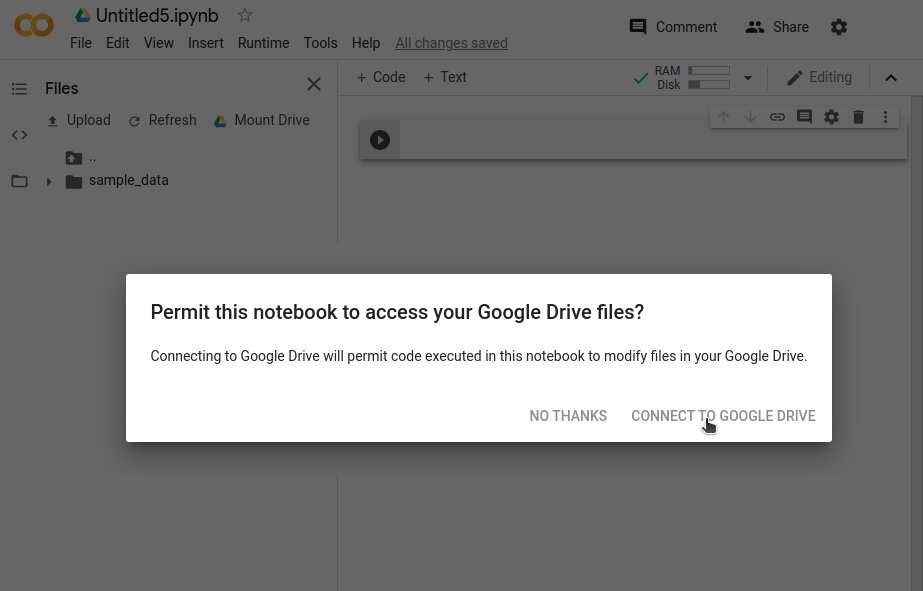 Untitled5.ipynb
Comment Share
File Edit View Insert Runtime Tools Help All changes saved
Files
+ Code + Text
RAM
Disk
Editing
Upload Refresh Mount Drive
..
sample_data
Permit this notebook to access your Google Drive files?
Connecting to Google Drive will permit code executed in this notebook to modify files in your Google Drive.
NO THANKS CONNECT TO GOOGLE DRIVE